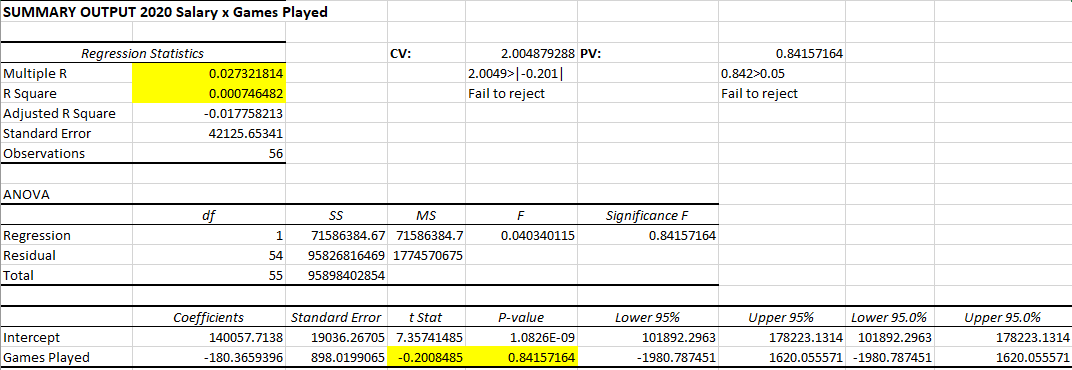 SUMMARY OUTPUT 2020 Salary x Games Played
Regression Statistics CV: 2.004879288 PV: 0.84157164
Multiple R 0.027321814 2.0049>|-0.201| 0.842>0.05
R Square 0.000746482 Fail to reject Fail to reject
Adjusted R Square -0.017758213
Standard Error 42125.65341
Observations 56
ANOVA
df SS MS F Significance F
Regression 1 71586384.67 71586384.7 0.040340115 0.84157164
Residual 54 95826816469 1774570675
Total 55 95898402854
Coefficients Standard Error t Stat P-value Lower 95% Upper 95% Lower 95.0% Upper 95.0%
Intercept 140057.7138 19036.26705 7.35741485 1.0826E-09 101892.2963 178223.1314 101892.2963 178223.1314
Games Played -180.3659396 898.0199065 -0.2008485 0.84157164 -1980.787451 1620.055571 -1980.787451 1620.055571